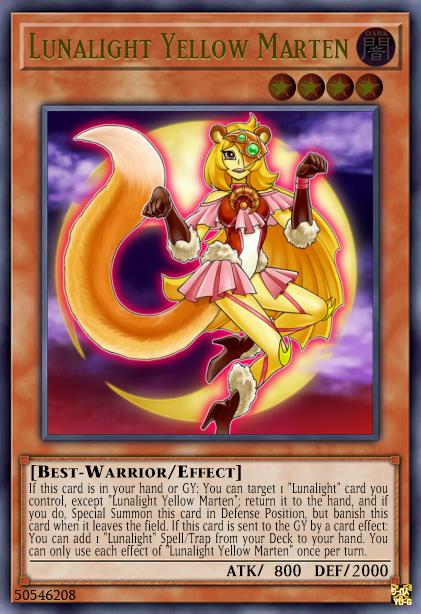 LUNALIGHT YELLOW MARTEN
DARK
闇
[BEST-WARRIOR/EFFECT]
If this card is in your hand or GY: You can target 1 "Lunalight" card you
control, except "Lunalight Yellow Marten"; return it to the hand, and if
you do, Special Summon this card in Defense Position, but banish this
card when it leaves the field. If this card is sent to the GY by a card effect:
You can add 1 "Lunalight" Spell/Trap from your Deck to your hand. You
can only use each effect of "Lunalight Yellow Marten" once per turn.
ATK/ 800 DEF/2000
50546208